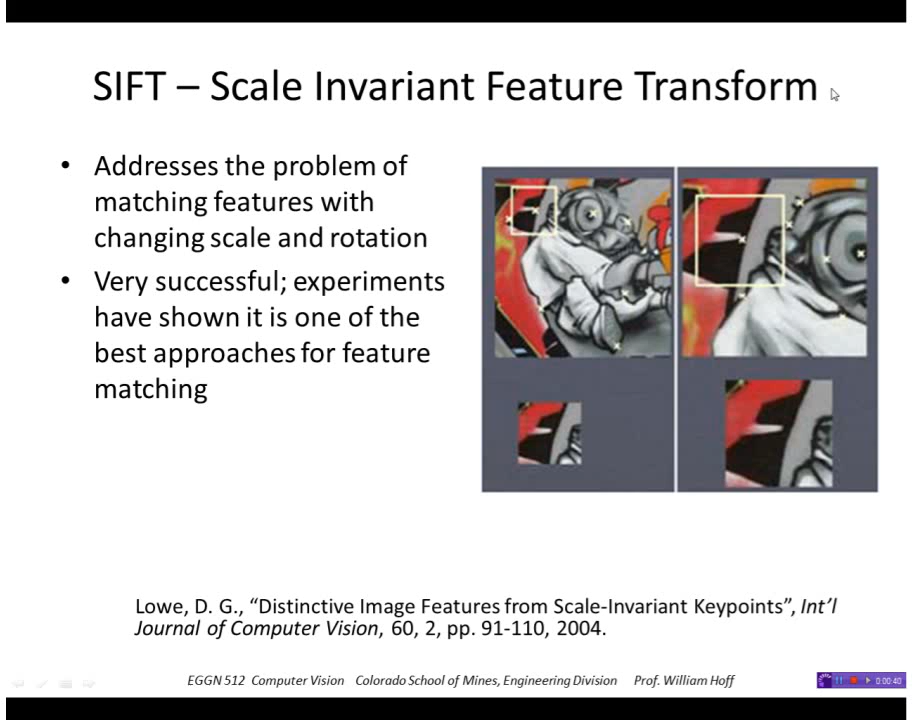 SIFT – Scale Invariant Feature Transform
• Addresses the problem of
matching features with
changing scale and rotation
• Very successful; experiments
have shown it is one of the
best approaches for feature
matching
Lowe, D. G., “Distinctive Image Features from Scale-Invariant Keypoints”, Int’l
Journal of Computer Vision, 60, 2, pp. 91-110, 2004.
EGGN 512 Computer Vision Colorado School of Mines, Engineering Division Prof. William Hoff
0:00:40